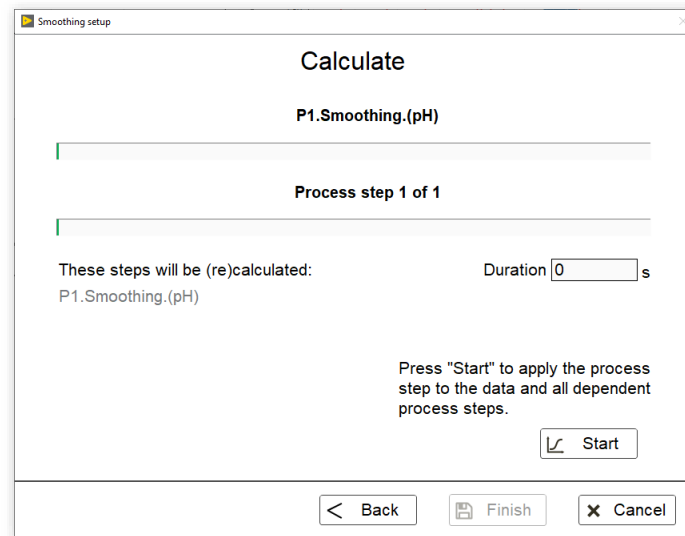 Smoothing setup
Calculate
P1.Smoothing.(pH)
Process step 1 of 1
These steps will be (re)calculated:
Duration 0 s
P1.Smoothing.(pH)
Press "Start" to apply the process
step to the data and all dependent
process steps.
Start
Back Finish Cancel